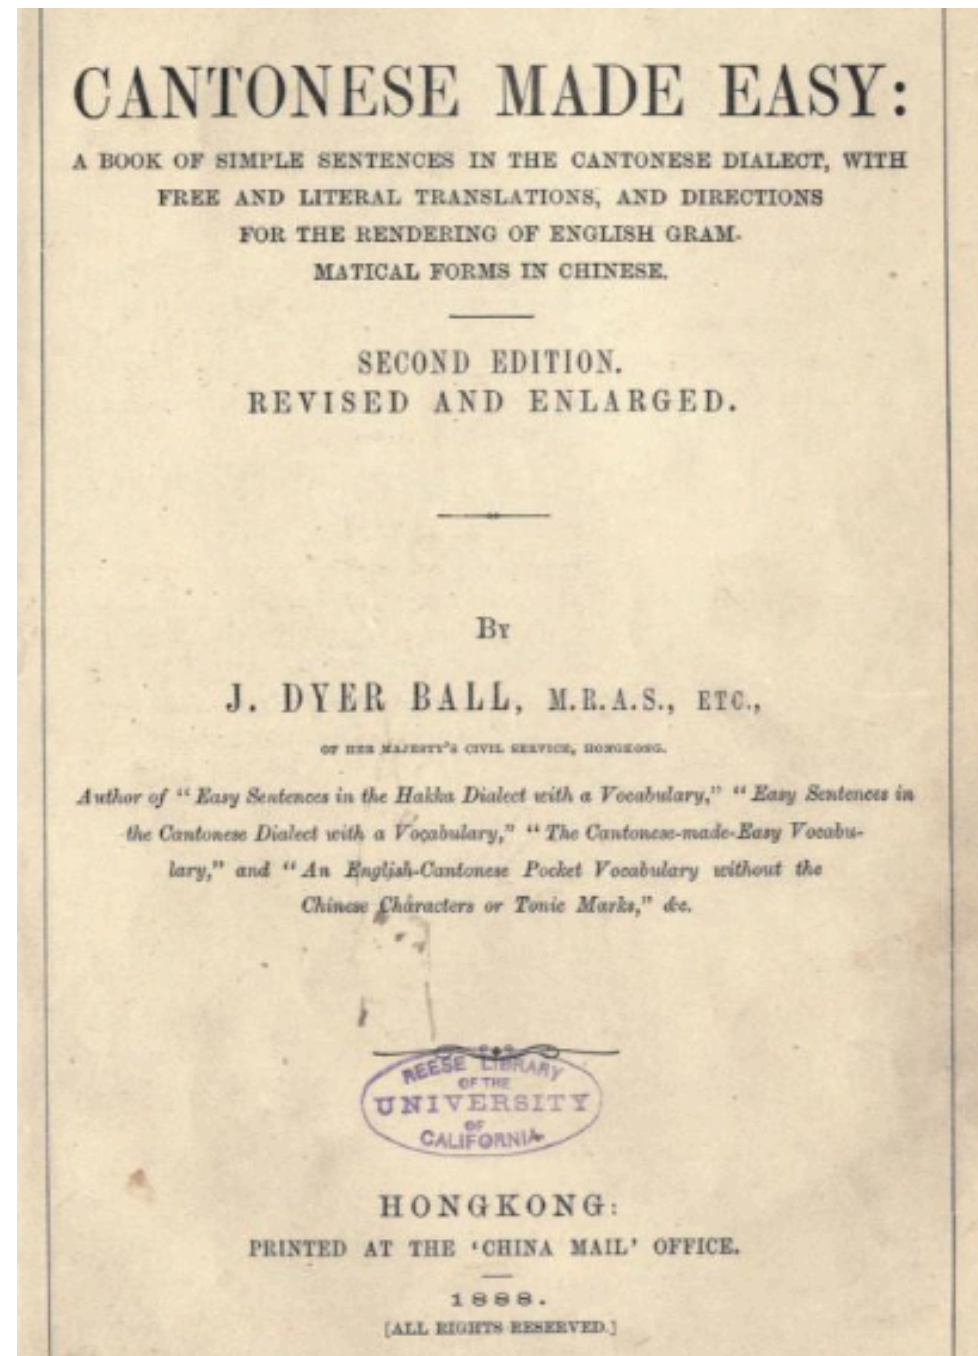 CANTONESE MADE EASY:
A BOOK OF SIMPLE SENTENCES IN THE CANTONESE DIALECT, WITH
FREE AND LITERAL TRANSLATIONS, AND DIRECTIONS
FOR THE RENDERING OF ENGLISH GRAM-
MATICAL FORMS IN CHINESE.
SECOND EDITION.
REVISED AND ENLARGED.
BY
J. DYER BALL, M.R.A.S., ETC.,
OF HER MAJESTY'S CIVIL SERVICE, HONGKONG.
Author of "Easy Sentences in the Hakka Dialect with a Vocabulary," "Easy Sentences in
the Cantonese Dialect with a Vocabulary," "The Cantonese-made-Easy Vocabu-
lary," and "An English-Cantonese Pocket Vocabulary without the
Chinese Characters or Tonic Marks," &c.
REESE LIBRARY
OF THE
UNIVERSITY
OF
CALIFORNIA
HONGKONG:
PRINTED AT THE 'CHINA MAIL' OFFICE.
1888.
[ALL RIGHTS RESERVED.]